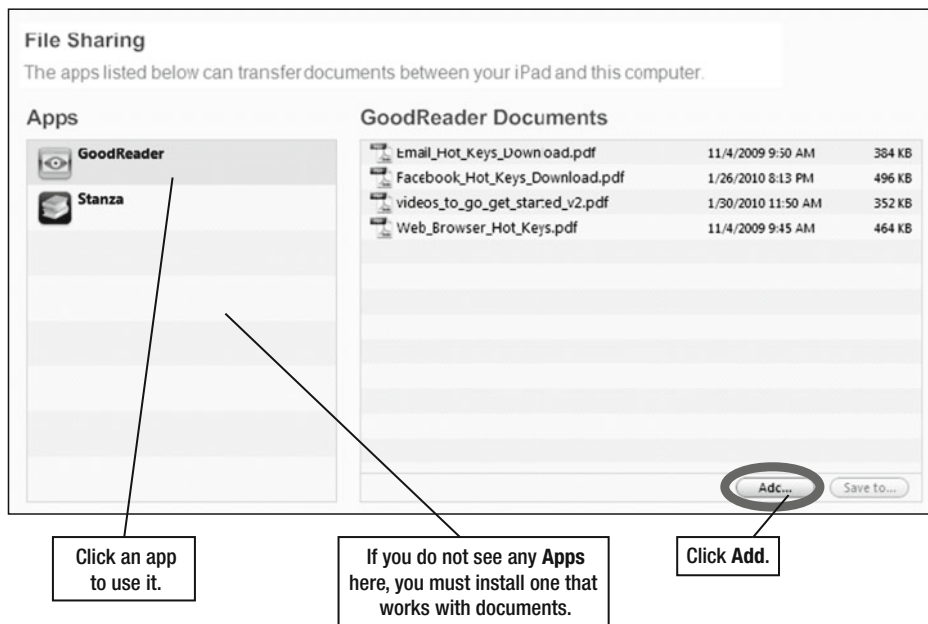 File Sharing
The apps listed below can transfer documents between your iPad and this computer.
Apps
GoodReader
Stanza
GoodReader Documents
Email_Hot_Keys_Download.pdf 11/4/2009 9:50 AM 384 KB
Facebook_Hot_Keys_Download.pdf 1/26/2010 8:13 PM 496 KB
videos_to_go_get_started_v2.pdf 1/30/2010 11:50 AM 352 KB
Web_Browser_Hot_Keys.pdf 11/4/2009 9:45 AM 464 KB
Add... Save to...
Click an app
to use it.
If you do not see any Apps
here, you must install one that
works with documents.
Click Add.